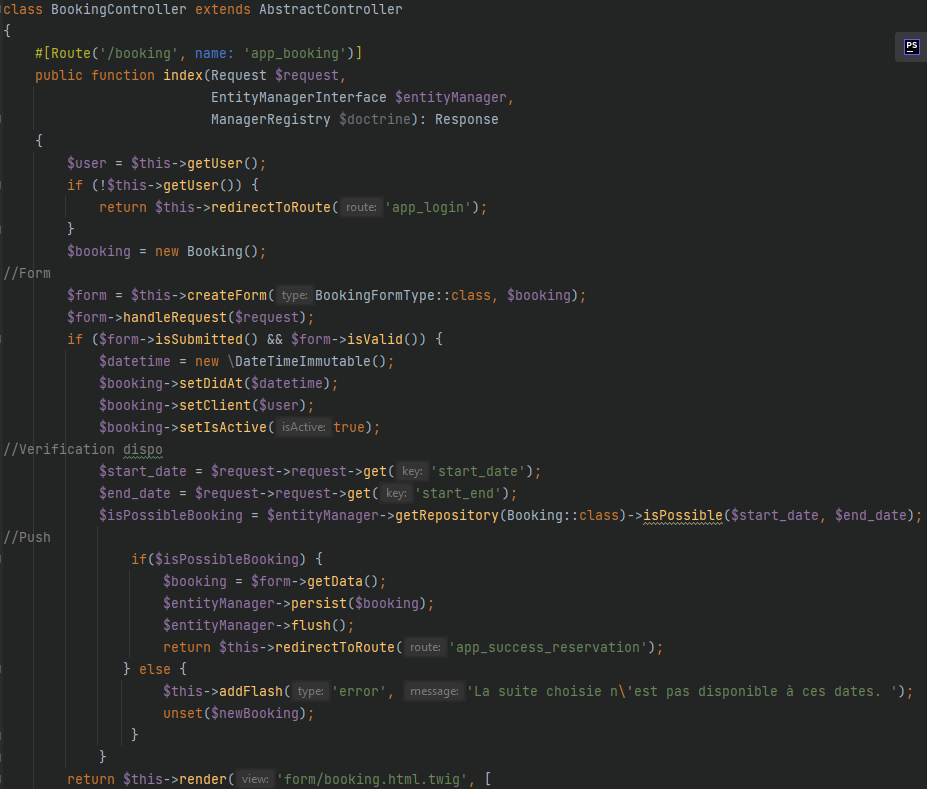 class BookingController extends AbstractController
{
    #[Route('/booking', name: 'app_booking')]
PS
    public function index(Request $request,
                          EntityManagerInterface $entityManager,
                          ManagerRegistry $doctrine): Response
    {
        $user = $this->getUser();
        if (!$this->getUser()) {
            return $this->redirectToRoute( route: 'app_login');
        }
        $booking = new Booking();
//Form
        $form = $this->createForm( type: BookingFormType::class, $booking);
        $form->handleRequest($request);
        if ($form->isSubmitted() && $form->isValid()) {
            $datetime = new \DateTimeImmutable();
            $booking->setDidAt($datetime);
            $booking->setClient($user);
            $booking->setIsActive( isActive: true);
//Verification dispo
            $start_date = $request->request->get( key: 'start_date');
            $end_date = $request->request->get( key: 'start_end');
            $isPossibleBooking = $entityManager->getRepository(Booking::class)->isPossible($start_date, $end_date);
//Push
                if($isPossibleBooking) {
                    $booking = $form->getData();
                    $entityManager->persist($booking);
                    $entityManager->flush();
                    return $this->redirectToRoute( route: 'app_success_reservation');
               } else {
                    $this->addFlash( type: 'error', message: 'La suite choisie n\'est pas disponible à ces dates. ');
                    unset($newBooking);
                }
            }
        return $this->render( view: 'form/booking.html.twig', [